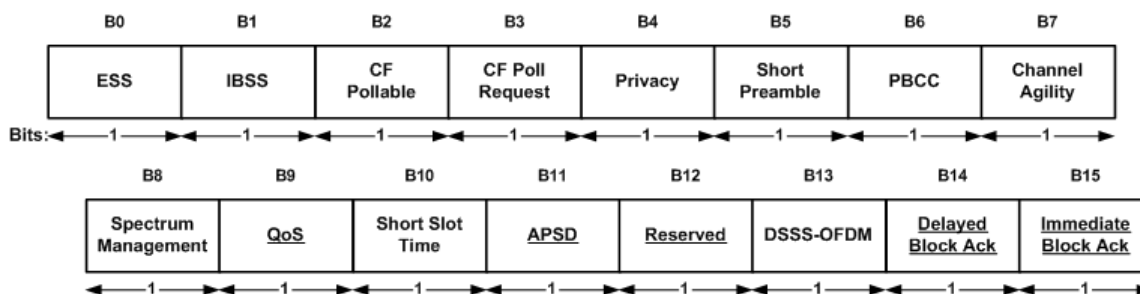 B0 B1 B2 B3 B4 B5 B6 B7
ESS IBSS CF Pollable CF Poll Request Privacy Short Preamble PBCC Channel Agility
Bits: 1 1 1 1 1 1 1 1
B8 B9 B10 B11 B12 B13 B14 B15
Spectrum Management QoS Short Slot Time APSD Reserved DSSS-OFDM Delayed Block Ack Immediate Block Ack
1 1 1 1 1 1 1 1